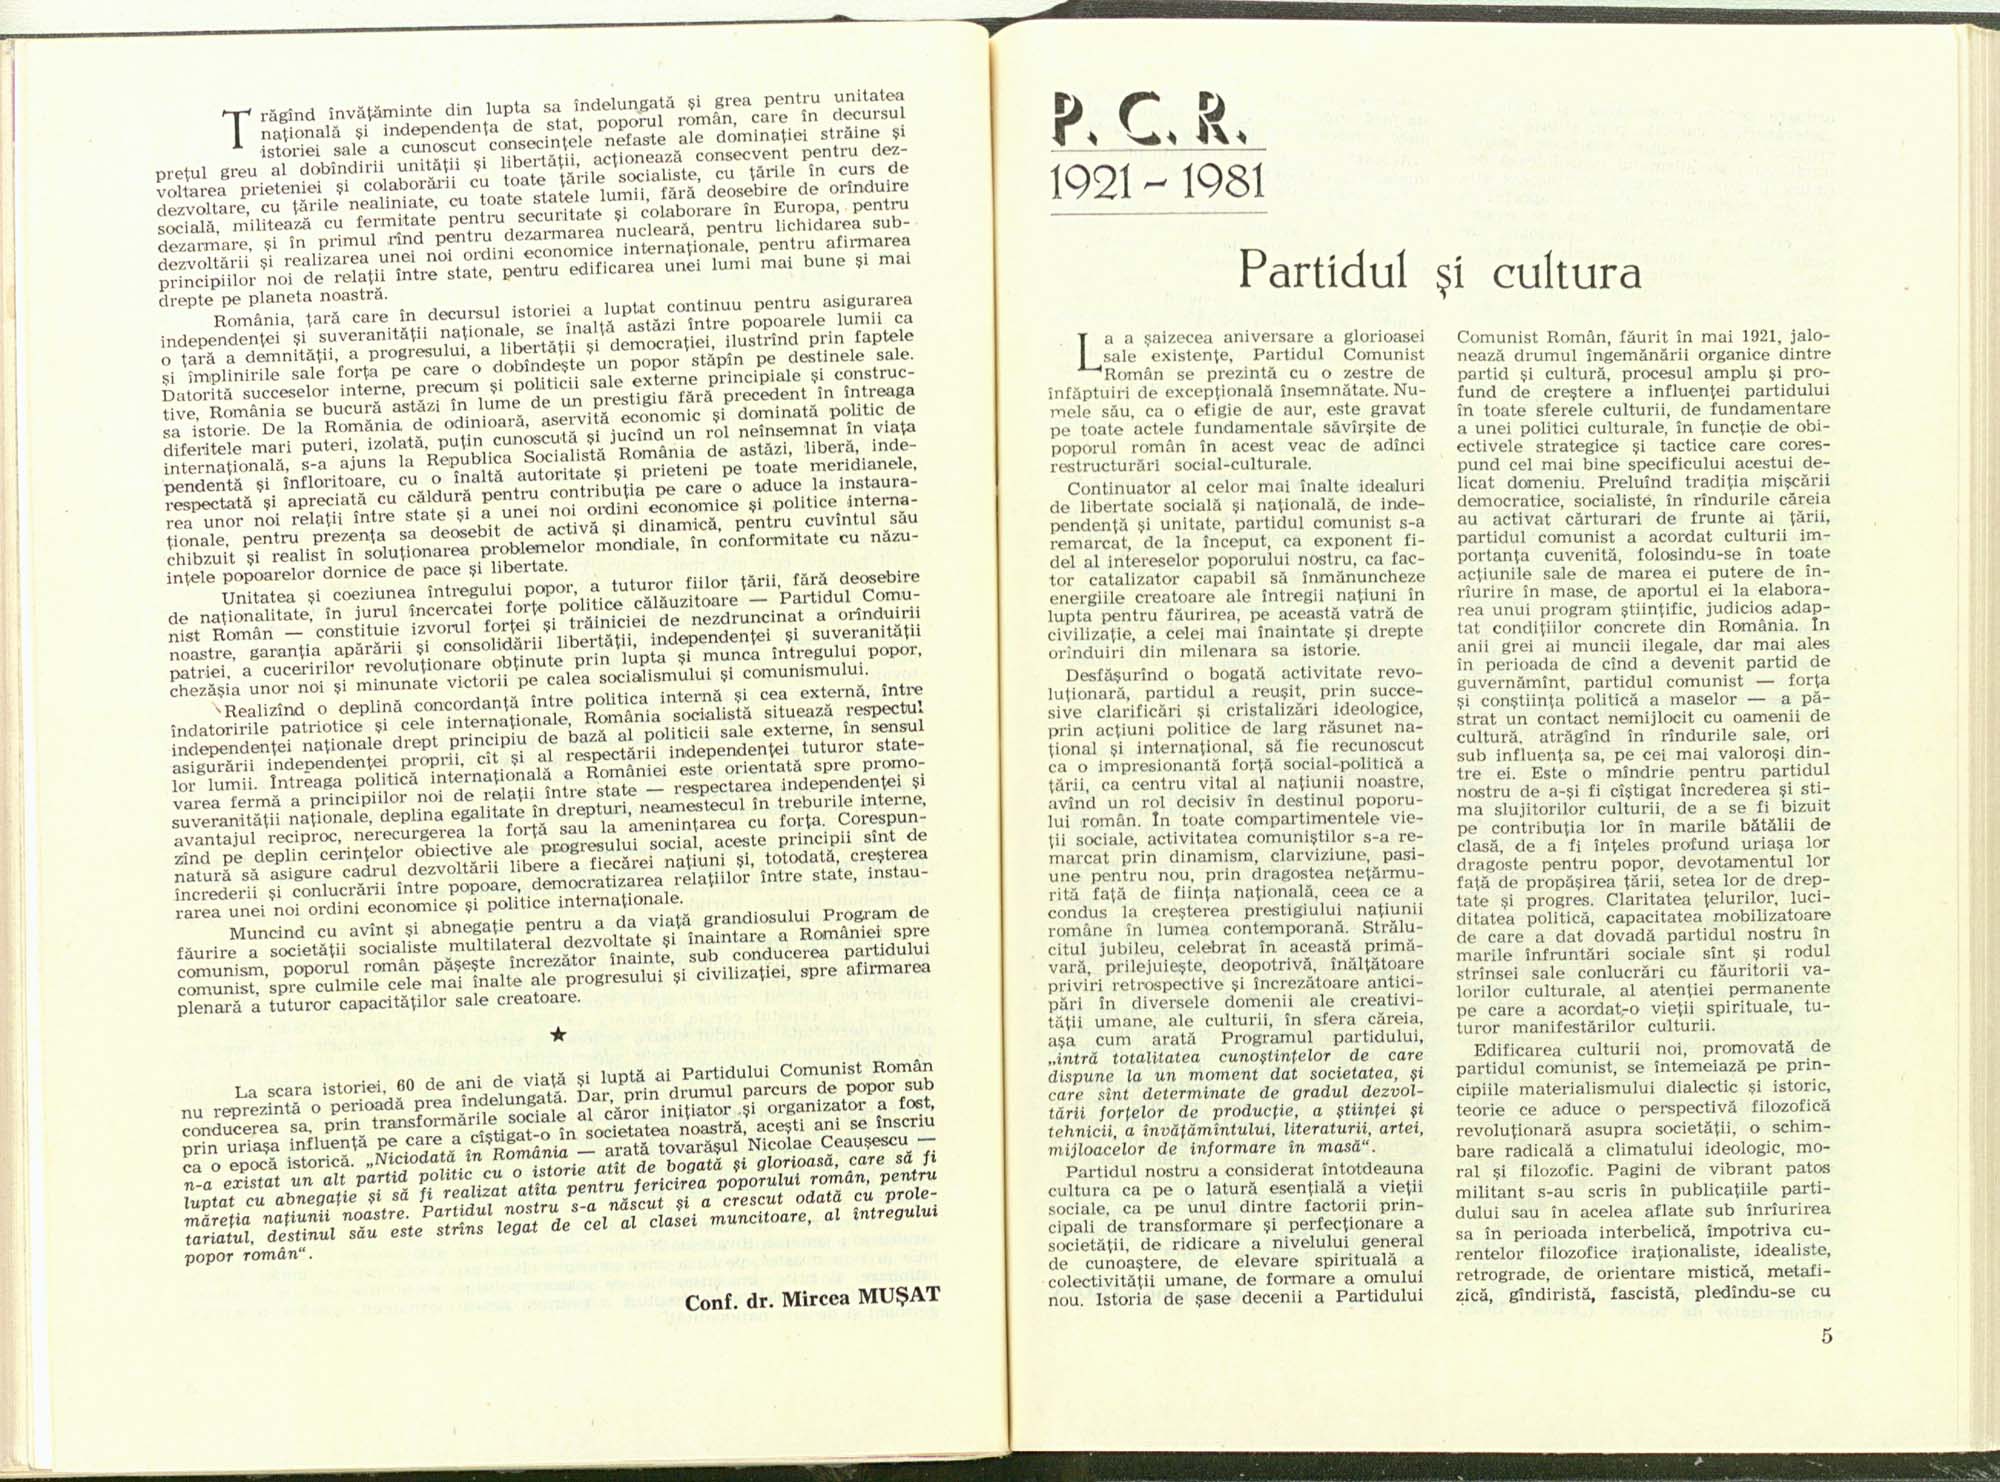 Trăgînd învățăminte din lupta sa îndelungată și grea pentru unitatea
națională și independența de stat, poporul român, care în decursul
istoriei sale a cunoscut consecințele nefaste ale dominației străine și
prețul greu al dobîndirii unității și libertății, acționează consecvent pentru dez-
voltarea prieteniei și colaborării cu toate țările socialiste, cu țările în curs de
dezvoltare, cu țările nealiniate, cu toate statele lumii, fără deosebire de orînduire
socială, militează cu fermitate pentru securitate și colaborare în Europa, pentru
dezarmare, și în primul rînd pentru dezarmarea nucleară, pentru lichidarea sub-
dezvoltării și realizarea unei noi ordini economice internaționale, pentru afirmarea
principiilor noi de relații între state, pentru edificarea unei lumi mai bune și mai
drepte pe planeta noastră.
România, țară care în decursul istoriei a luptat continuu pentru asigurarea
independenței și suveranității naționale, se înalță astăzi între popoarele lumii ca
o țară a demnității, a progresului, a libertății și democrației, ilustrînd prin faptele
și împlinirile sale forța pe care o dobîndește un popor stăpîn pe destinele sale.
Datorită succeselor interne, precum și politicii sale externe principiale și construc-
tive, România se bucură astăzi în lume de un prestigiu fără precedent în întreaga
sa istorie. De la România de odinioară, aservită economic și dominată politic de
diferitele mari puteri, izolată, puțin cunoscută și jucînd un rol neînsemnat în viața
internațională, s-a ajuns la Republica Socialistă România de astăzi, liberă, inde-
pendentă și înfloritoare, cu o înaltă autoritate și prieteni pe toate meridianele,
respectată și apreciată cu căldură pentru contribuția pe care o aduce la instaura-
rea unor noi relații între state și a unei noi ordini economice și politice interna-
ționale, pentru prezența sa deosebit de activă și dinamică, pentru cuvîntul său
chibzuit și realist în soluționarea problemelor mondiale, în conformitate cu năzu-
ințele popoarelor dornice de pace și libertate.
Unitatea și coeziunea întregului popor, a tuturor fiilor țării, fără deosebire
de naționalitate, în jurul încercatei forțe politice călăuzitoare — Partidul Comu-
nist Român — constituie izvorul forței și trăiniciei de nezdruncinat a orînduirii
noastre, garanția apărării și consolidării libertății, independenței și suveranității
patriei, a cuceririlor revoluționare obținute prin lupta și munca întregului popor,
chezășia unor noi și minunate victorii pe calea socialismului și comunismului.
Realizînd o deplină concordanță între politica internă și cea externă, între
îndatoririle patriotice și cele internaționale, România socialistă situează respectul
independenței naționale drept principiu de bază al politicii sale externe, în sensul
asigurării independenței proprii, cît și al respectării independenței tuturor state-
lor lumii. Întreaga politică internațională a României este orientată spre promo-
varea fermă a principiilor noi de relații între state — respectarea independenței și
suveranității naționale, deplina egalitate în drepturi, neamestecul în treburile interne,
avantajul reciproc, nerecurgerea la forță sau la amenințarea cu forța. Corespun-
zînd pe deplin cerințelor obiective ale progresului social, aceste principii sînt de
natură să asigure cadrul dezvoltării libere a fiecărei națiuni și, totodată, creșterea
încrederii și conlucrării între popoare, democratizarea relațiilor între state, instau-
rarea unei noi ordini economice și politice internaționale.
Muncind cu avînt și abnegație pentru a da viață grandiosului Program de
făurire a societății socialiste multilateral dezvoltate și înaintare a României spre
comunism, poporul român pășește încrezător înainte, sub conducerea partidului
comunist, spre culmile cele mai înalte ale progresului și civilizației, spre afirmarea
plenară a tuturor capacităților sale creatoare.
★
La scara istoriei, 60 de ani de viață și luptă ai Partidului Comunist Român
nu reprezintă o perioadă prea îndelungată. Dar, prin drumul parcurs de popor sub
conducerea sa, prin transformările sociale al căror inițiator și organizator a fost,
prin uriașa influență pe care a cîștigat-o în societatea noastră, acești ani se înscriu
ca o epocă istorică. „Niciodată în România — arată tovarășul Nicolae Ceaușescu —
n-a existat un alt partid politic cu o istorie atît de bogată și glorioasă, care să fi
luptat cu abnegație și să fi realizat atîta pentru fericirea poporului român, pentru
măreția națiunii noastre. Partidul nostru s-a născut și a crescut odată cu prole-
tariatul, destinul său este strîns legat de cel al clasei muncitoare, al întregului
popor român“.
Conf. dr. Mircea MUȘAT
P. C. R.
1921 – 1981
Partidul și cultura
La a șaizecea aniversare a glorioasei
sale existențe, Partidul Comunist
Român se prezintă cu o zestre de
înfăptuiri de excepțională însemnătate. Nu-
mele său, ca o efigie de aur, este gravat
pe toate actele fundamentale săvîrșite de
poporul român în acest veac de adînci
restructurări social-culturale.
Continuator al celor mai înalte idealuri
de libertate socială și națională, de inde-
pendență și unitate, partidul comunist s-a
remarcat, de la început, ca exponent fi-
del al intereselor poporului nostru, ca fac-
tor catalizator capabil să înmănuncheze
energiile creatoare ale întregii națiuni în
lupta pentru făurirea, pe această vatră de
civilizație, a celei mai înaintate și drepte
orînduiri din milenara sa istorie.
Desfășurînd o bogată activitate revo-
luționară, partidul a reușit, prin succe-
sive clarificări și cristalizări ideologice,
prin acțiuni politice de larg răsunet na-
țional și internațional, să fie recunoscut
ca o impresionantă forță social-politică a
țării, ca centru vital al națiunii noastre,
avînd un rol decisiv în destinul poporu-
lui român. În toate compartimentele vie-
ții sociale, activitatea comuniștilor s-a re-
marcat prin dinamism, clarviziune, pasi-
une pentru nou, prin dragostea nețărmu-
rită față de ființa națională, ceea ce a
condus la creșterea prestigiului națiunii
române în lumea contemporană. Strălu-
citul jubileu, celebrat în această primă-
vară, prilejuiește, deopotrivă, înălțătoare
priviri retrospective și încrezătoare antici-
pări în diversele domenii ale creativi-
tății umane, ale culturii, în sfera căreia,
așa cum arată Programul partidului,
„intră totalitatea cunoștințelor de care
dispune la un moment dat societatea, și
care sînt determinate de gradul dezvol-
tării forțelor de producție, a științei și
tehnicii, a învățămîntului, literaturii, artei,
mijloacelor de informare în masă“.
Partidul nostru a considerat întotdeauna
cultura ca pe o latură esențială a vieții
sociale, ca pe unul dintre factorii prin-
cipali de transformare și perfecționare a
societății, de ridicare a nivelului general
de cunoaștere, de elevare spirituală a
colectivității umane, de formare a omului
nou. Istoria de șase decenii a Partidului
Comunist Român, făurit în mai 1921, jalo-
nează drumul îngemănării organice dintre
partid și cultură, procesul amplu și pro-
fund de creștere a influenței partidului
în toate sferele culturii, de fundamentare
a unei politici culturale, în funcție de obi-
ectivele strategice și tactice care cores-
pund cel mai bine specificului acestui de-
licat domeniu. Preluînd tradiția mișcării
democratice, socialiste, în rîndurile căreia
au activat cărturari de frunte ai țării,
partidul comunist a acordat culturii im-
portanța cuvenită, folosindu-se în toate
acțiunile sale de marea ei putere de în-
rîurire în mase, de aportul ei la elabora-
rea unui program științific, judicios adap-
tat condițiilor concrete din România. În
anii grei ai muncii ilegale, dar mai ales
în perioada de cînd a devenit partid de
guvernămînt, partidul comunist — forța
și conștiința politică a maselor — a pă-
strat un contact nemijlocit cu oamenii de
cultură, atrăgînd în rîndurile sale, ori
sub influența sa, pe cei mai valoroși din-
tre ei. Este o mîndrie pentru partidul
nostru de a-și fi cîștigat încrederea și sti-
ma slujitorilor culturii, de a se fi bizuit
pe contribuția lor în marile bătălii de
clasă, de a fi înțeles profund uriașa lor
dragoste pentru popor, devotamentul lor
față de propășirea țării, setea lor de drep-
tate și progres. Claritatea țelurilor, luci-
ditatea politică, capacitatea mobilizatoare
de care a dat dovadă partidul nostru în
marile înfruntări sociale sînt și rodul
strînsei sale conlucrări cu făuritorii va-
lorilor culturale, al atenției permanente
pe care a acordat-o vieții spirituale, tu-
turor manifestărilor culturii.
Edificarea culturii noi, promovată de
partidul comunist, se întemeiază pe prin-
cipiile materialismului dialectic și istoric,
teorie ce aduce o perspectivă filozofică
revoluționară asupra societății, o schim-
bare radicală a climatului ideologic, mo-
ral și filozofic. Pagini de vibrant patos
militant s-au scris în publicațiile parti-
dului sau în acelea aflate sub înrîurirea
sa în perioada interbelică, împotriva cu-
rentelor filozofice iraționaliste, idealiste,
retrograde, de orientare mistică, metafi-
zică, gîndiristă, fascistă, pledîndu-se cu
5